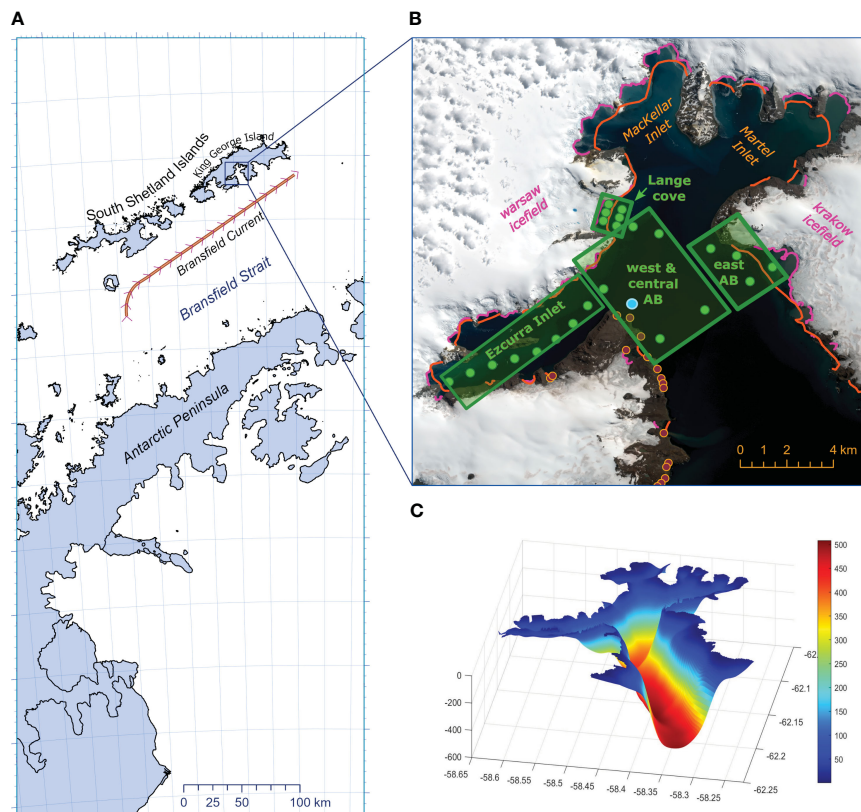 A
South Shetland Islands
King George Island
Bransfield Current
Bransfield Strait
Antarctic Peninsula
0 25 50 100 km
B
MacKellar
Inlet
Martel
Inlet
Lange
cove
warsaw
icefield
krakow
icefield
west &
central
AB
east
AB
Ezcurra Inlet
0 1 2 4 km
C
0
-200
-400
-600
-58.65
-58.6
-58.55
-58.5
-58.45
-58.4
-58.35
-58.3
-58.25
-62.25
-62.2
-62.15
-62.1
-62.
500
450
400
350
300
250
200
150
100
50